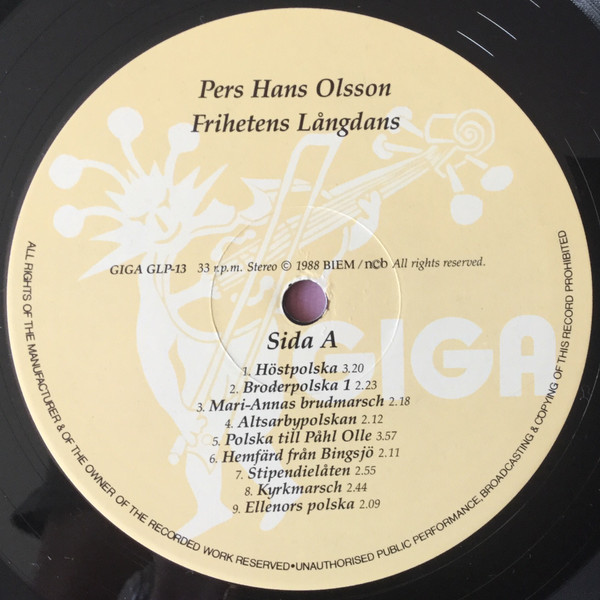 Pers Hans Olsson
Frihetens Långdans
GIGA GLP-13 33 r.p.m. Stereo © 1988 BIEM / ncb All rights reserved.
GIGA
Sida A
1. Höstpolska 3.20
2. Broderpolska 1 2.23
3. Mari-Annas brudmarsch 2.18
4. Altsarbypolskan 2.12
5. Polska till Påhl Olle 3.57
6. Hemfärd från Bingsjö 2.11
7. Stipendielåten 2.55
8. Kyrkmarsch 2.44
9. Ellenors polska 2.09
ALL RIGHTS OF THE MANUFACTURER & OF THE OWNER OF THE RECORDED WORK RESERVED•UNAUTHORISED PUBLIC PERFORMANCE, BROADCASTING & COPYING OF THIS RECORD PROHIBITED